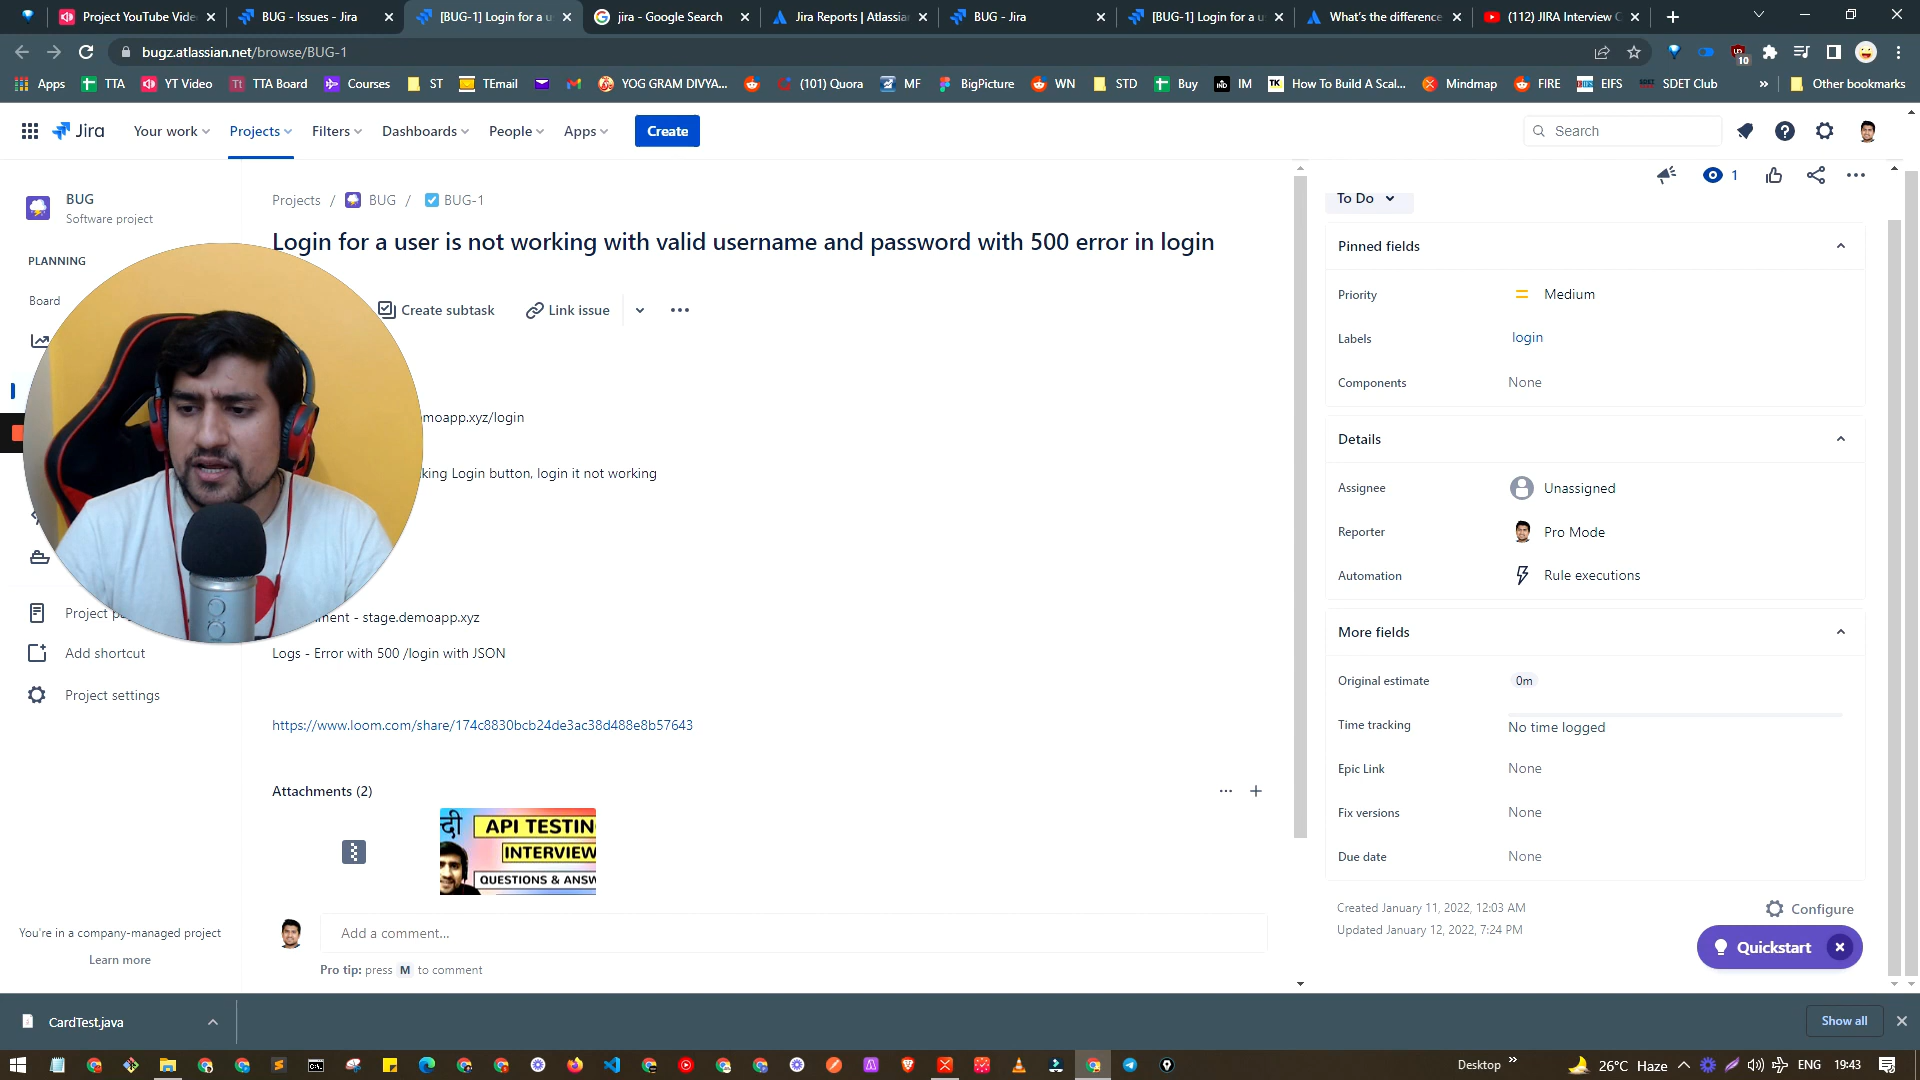 Project YouTube Vide
BUG - Issues - Jira
[BUG-1] Login for a u
jira - Google Search
Jira Reports | Atlassia
BUG - Jira
[BUG-1] Login for a u
What's the difference
(112) JIRA Interview
bugz.atlassian.net/browse/BUG-1
10
Apps
TTA
YT Video
Tt
TTA Board
Courses
ST
TEmail
YOG GRAM DIVYA...
(101) Quora
MF
BigPicture
WN
STD
Buy
IM
TK
How To Build A Scal...
Mindmap
FIRE
EIFS
SDET Club
»
Other bookmarks
Jira
Your work
Projects
Filters
Dashboards
People
Apps
Create
Search
BUG
Software project
PLANNING
Board
Project
Add shortcut
Project settings
You're in a company-managed project
Learn more
Projects / BUG / BUG-1
Login for a user is not working with valid username and password with 500 error in login
Create subtask
Link issue
moapp.xyz/login
king Login button, login it not working
ment - stage.demoapp.xyz
Logs - Error with 500 /login with JSON
https://www.loom.com/share/174c8830bcb24de3ac38d488e8b57643
Attachments (2)
दी API TESTIN
INTERVIEW
QUESTIONS & ANSW
Add a comment...
Pro tip: press M to comment
1
To Do
Pinned fields
Priority
Medium
Labels
login
Components
None
Details
Assignee
Unassigned
Reporter
Pro Mode
Automation
Rule executions
More fields
Original estimate
0m
Time tracking
No time logged
Epic Link
None
Fix versions
None
Due date
None
Created January 11, 2022, 12:03 AM
Updated January 12, 2022, 7:24 PM
Configure
Quickstart
CardTest.java
Show all
Desktop
»
26°C Haze
ENG
19:43